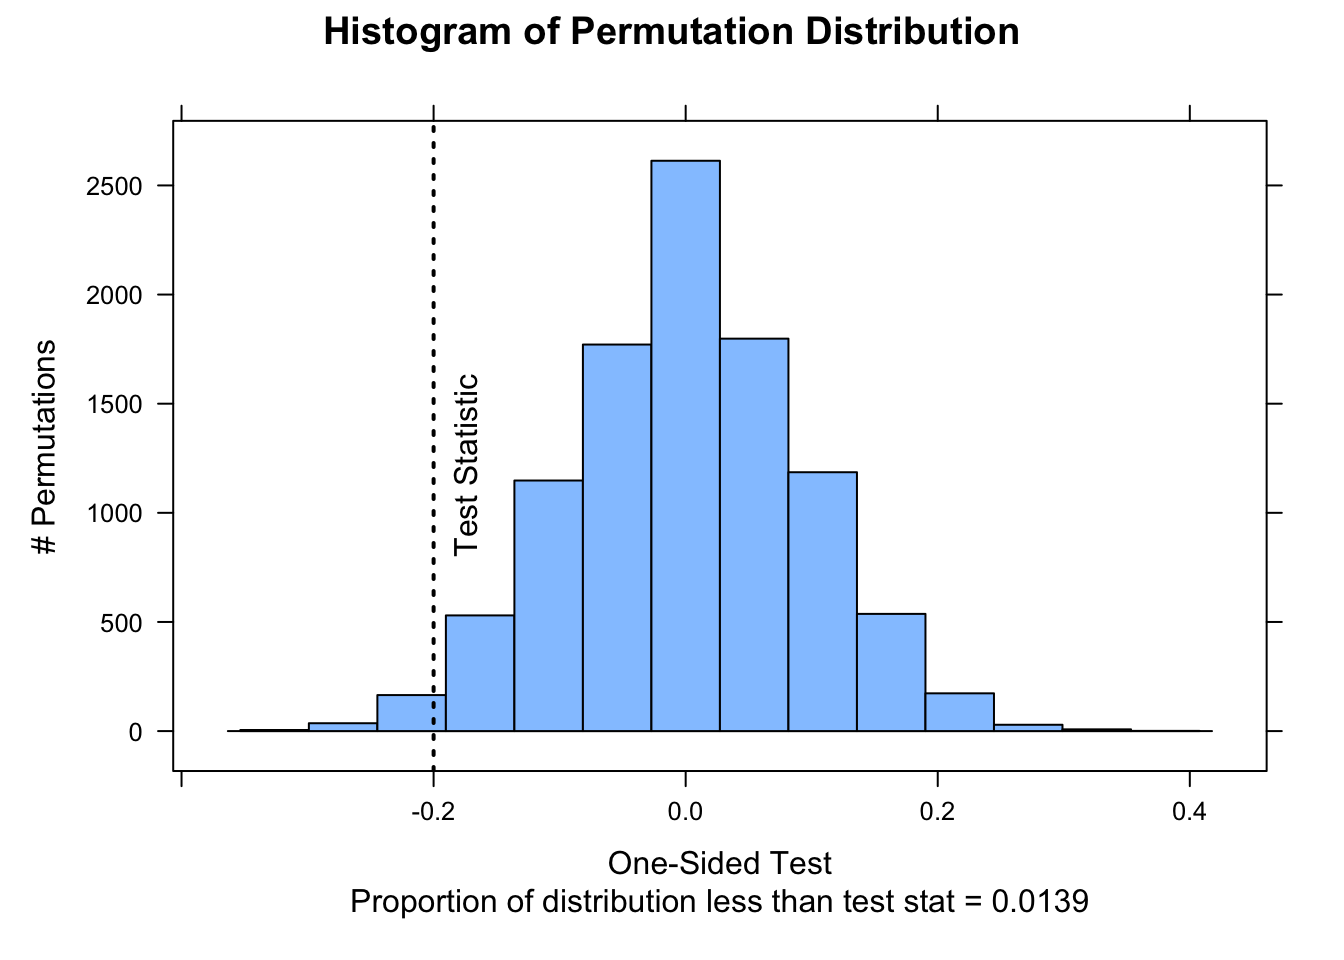 Histogram of Permutation Distribution
2500
2000
1500
1000
500
0
# Permutations
Test Statistic
-0.2
0.0
0.2
0.4
One-Sided Test
Proportion of distribution less than test stat = 0.0139